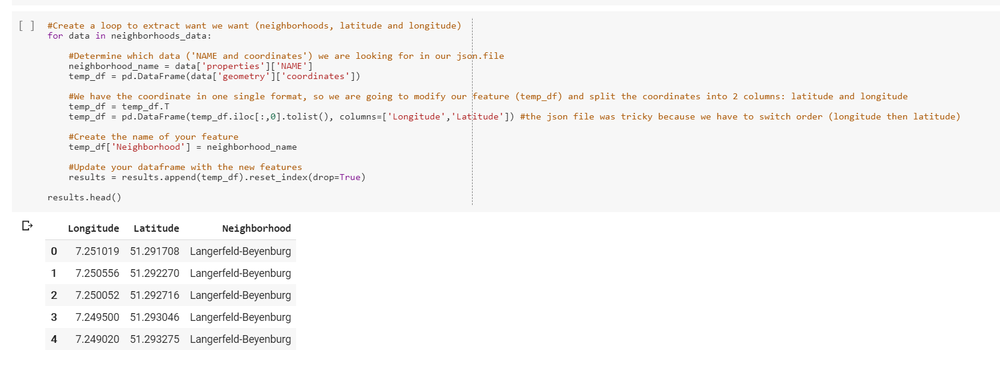 [ ] #Create a loop to extract want we want (neighborhoods, latitude and longitude)
for data in neighborhoods_data:
#Determine which data ('NAME and coordinates') we are looking for in our json.file
neighborhood_name = data['properties']['NAME']
temp_df = pd.DataFrame(data['geometry']['coordinates'])
#We have the coordinate in one single format, so we are going to modify our feature (temp_df) and split the coordinates into 2 columns: latitude and longitude
temp_df = temp_df.T
temp_df = pd.DataFrame(temp_df.iloc[:,0].tolist(), columns=['Longitude','Latitude']) #the json file was tricky because we have to switch order (longitude then latitude)
#Create the name of your feature
temp_df['Neighborhood'] = neighborhood_name
#Update your dataframe with the new features
results = results.append(temp_df).reset_index(drop=True)
results.head()
Longitude Latitude Neighborhood
0 7.251019 51.291708 Langerfeld-Beyenburg
1 7.250556 51.292270 Langerfeld-Beyenburg
2 7.250052 51.292716 Langerfeld-Beyenburg
3 7.249500 51.293046 Langerfeld-Beyenburg
4 7.249020 51.293275 Langerfeld-Beyenburg